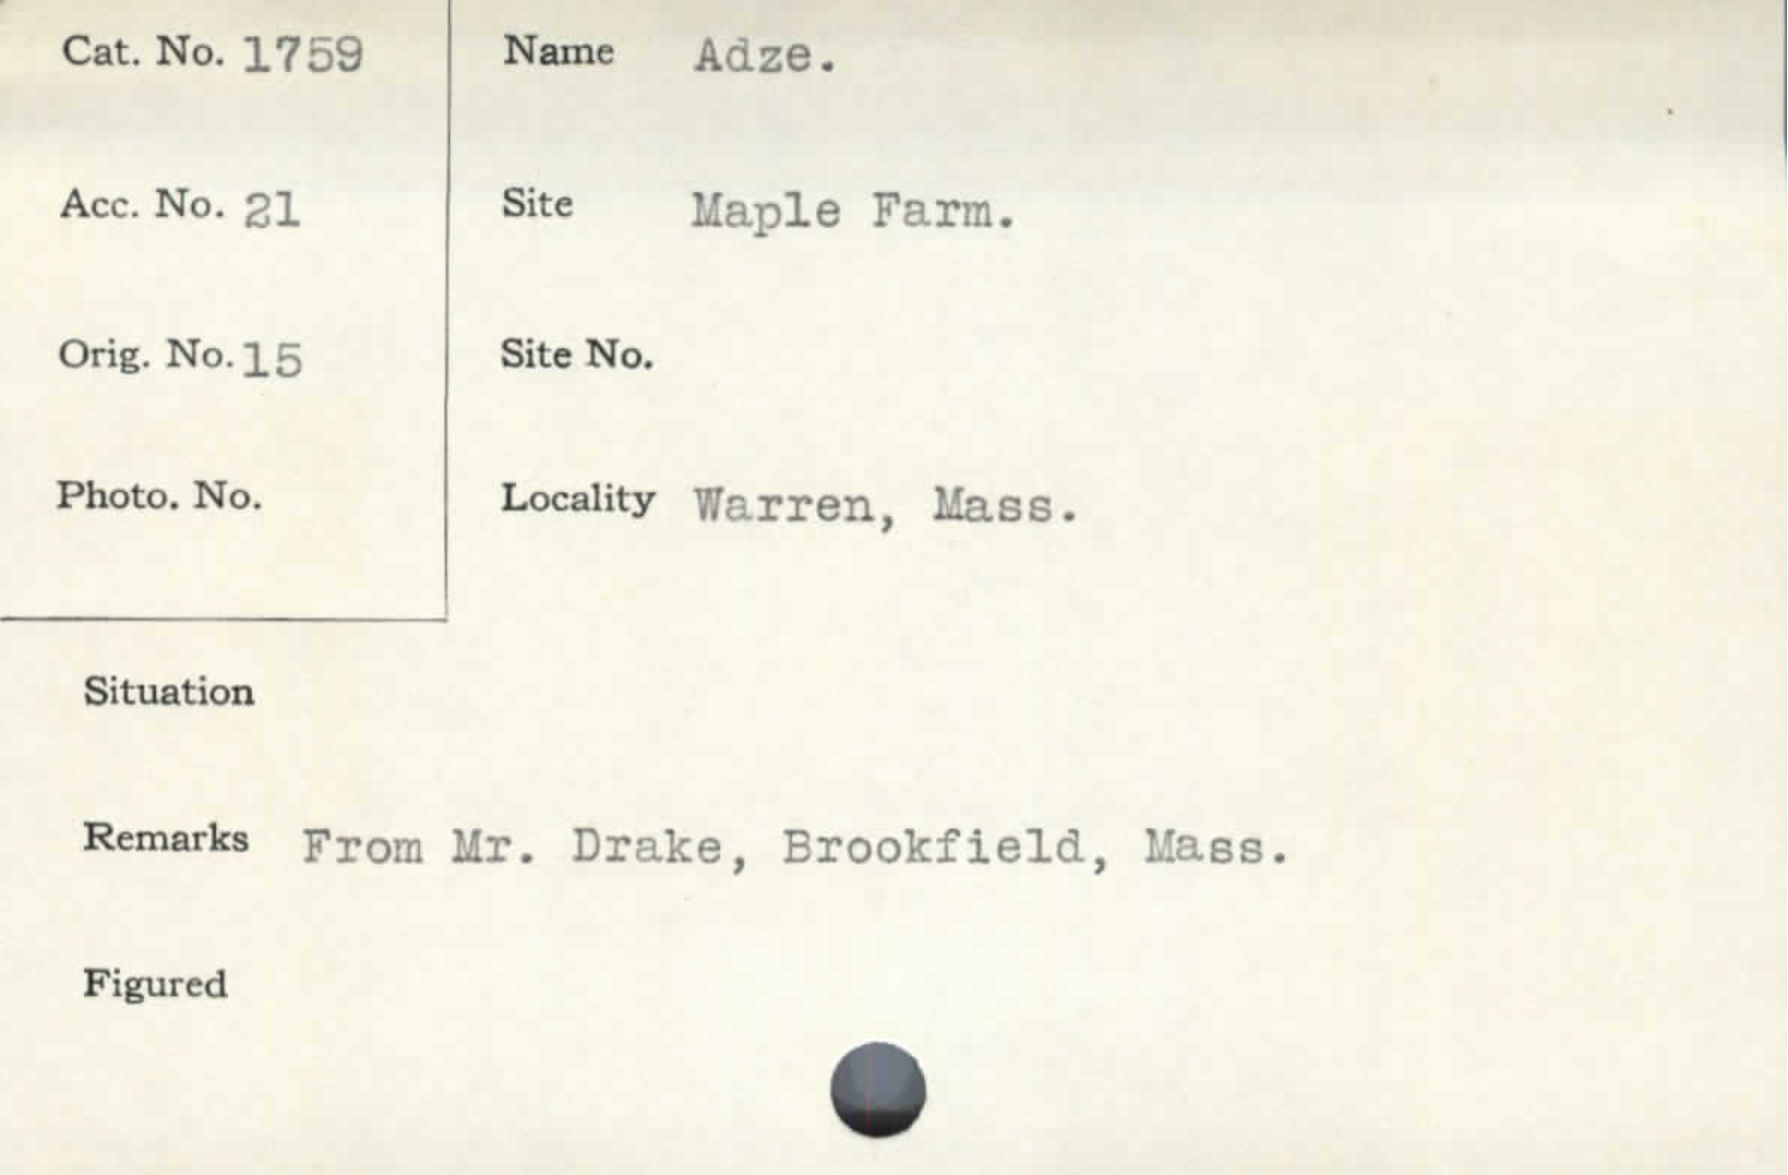 Cat. No. 1759
Acc. No. 21
Orig. No. 15
Photo. No.
Name Adze.
Site Maple Farm.
Site No.
Locality Warren, Mass.
Situation
Remarks From Mr. Drake, Brookfield, Mass.
Figured